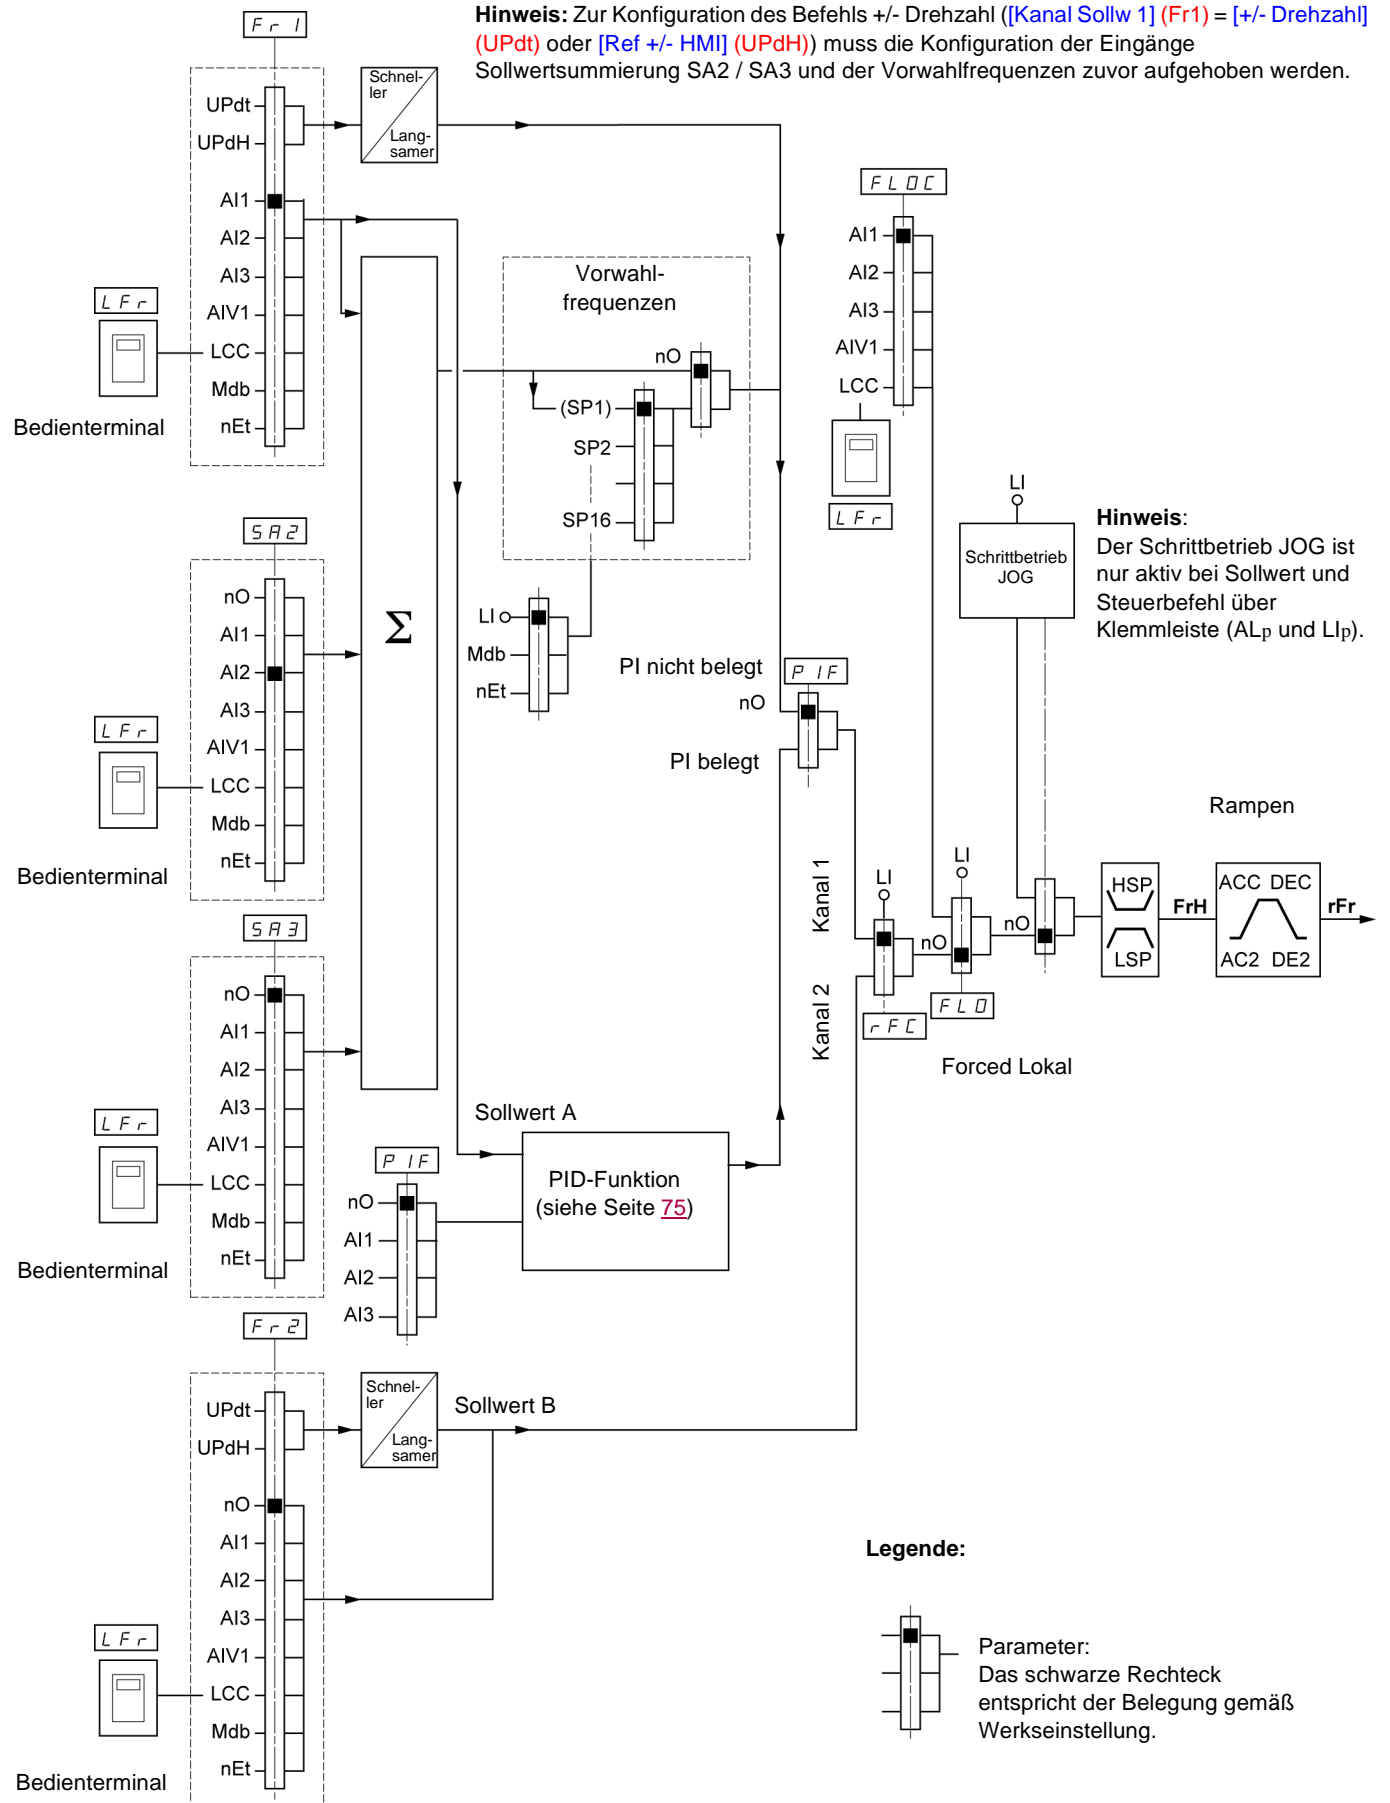 Hinweis: Zur Konfiguration des Befehls +/- Drehzahl ([Kanal Sollw 1] (Fr1) = [+/- Drehzahl]
(UPdt) oder [Ref +/- HMI] (UPdH)) muss die Konfiguration der Eingänge
Sollwertsummierung SA2 / SA3 und der Vorwahlfrequenzen zuvor aufgehoben werden.
Fr1
UPdt
UPdH
AI1
AI2
AI3
AIV1
LCC
Mdb
nEt
LFr
Bedienterminal
Schnel-
ler
Lang-
samer
Vorwahl-
frequenzen
nO
(SP1)
SP2
SP16
LI
Mdb
nEt
FLOC
AI1
AI2
AI3
AIV1
LCC
LFr
LI
Schrittbetrieb
JOG
Hinweis:
Der Schrittbetrieb JOG ist
nur aktiv bei Sollwert und
Steuerbefehl über
Klemmleiste (ALp und LIp).
SA2
nO
AI1
AI2
AI3
AIV1
LCC
Mdb
nEt
LFr
Bedienterminal
Σ
PI nicht belegt
PIF
nO
PI belegt
Kanal 1
Kanal 2
LI
rFC
nO
LI
FLO
Forced Lokal
nO
HSP
LSP
FrH
Rampen
ACC DEC
AC2 DE2
rFr
SA3
nO
AI1
AI2
AI3
AIV1
LCC
Mdb
nEt
LFr
Bedienterminal
Sollwert A
PIF
nO
AI1
AI2
AI3
PID-Funktion
(siehe Seite 75)
Fr2
UPdt
UPdH
nO
AI1
AI2
AI3
AIV1
LCC
Mdb
nEt
LFr
Bedienterminal
Schnel-
ler
Lang-
samer
Sollwert B
Legende:
Parameter:
Das schwarze Rechteck
entspricht der Belegung gemäß
Werkseinstellung.